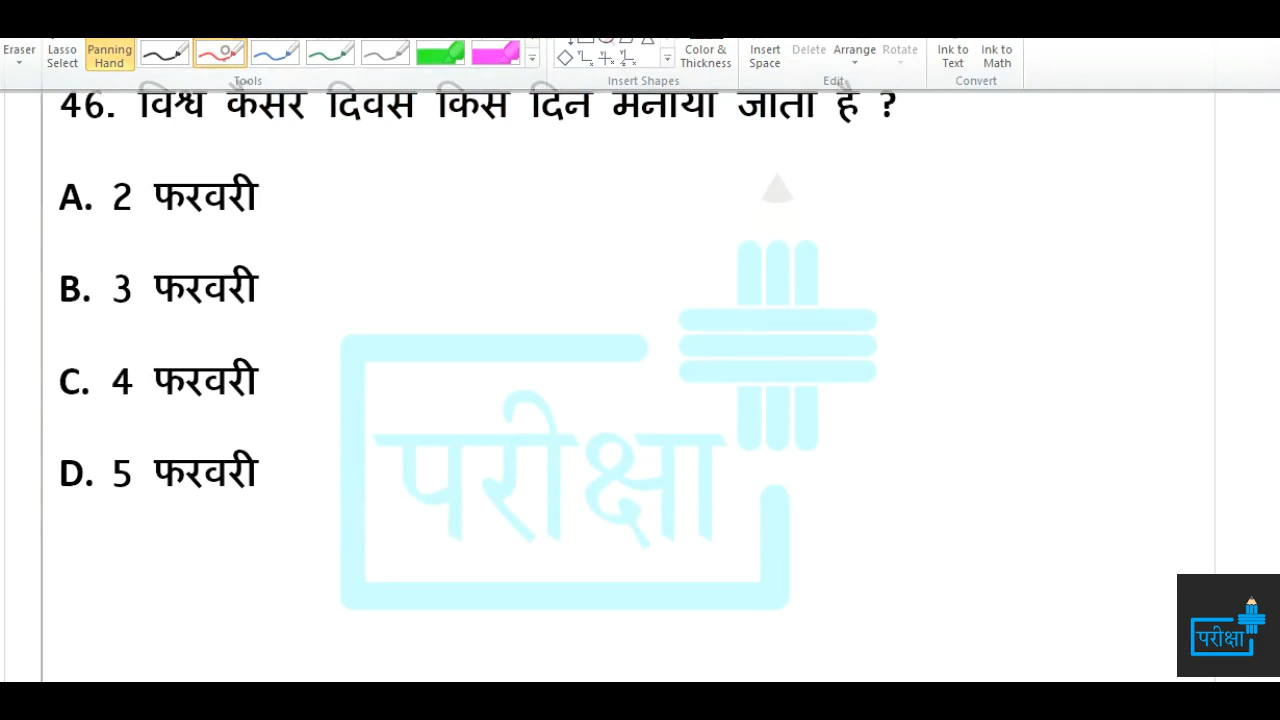 Eraser Lasso Select Panning Hand Color & Thickness Insert Space Delete Arrange Rotate Ink to Text Ink to Math
Tools Insert Shapes Edit Convert
46. विश्व कैंसर दिवस किस दिन मनाया जाता है ?
A. 2 फरवरी
B. 3 फरवरी
C. 4 फरवरी
D. 5 फरवरी
परीक्षा
परीक्षा